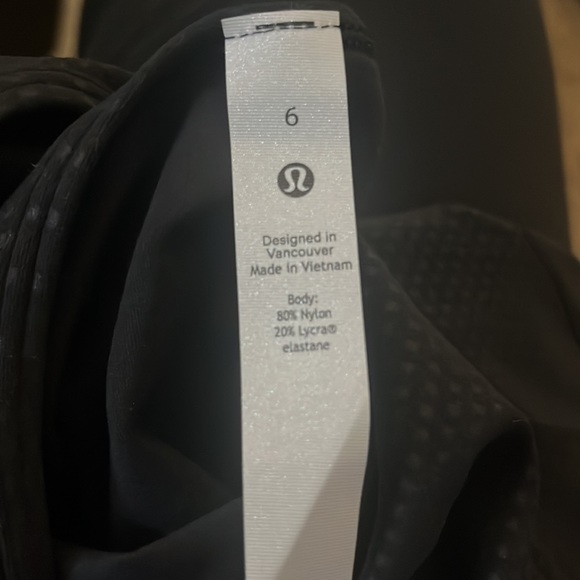 6
Designed in
Vancouver
Made in Vietnam
Body:
80% Nylon
20% Lycra®
elastane